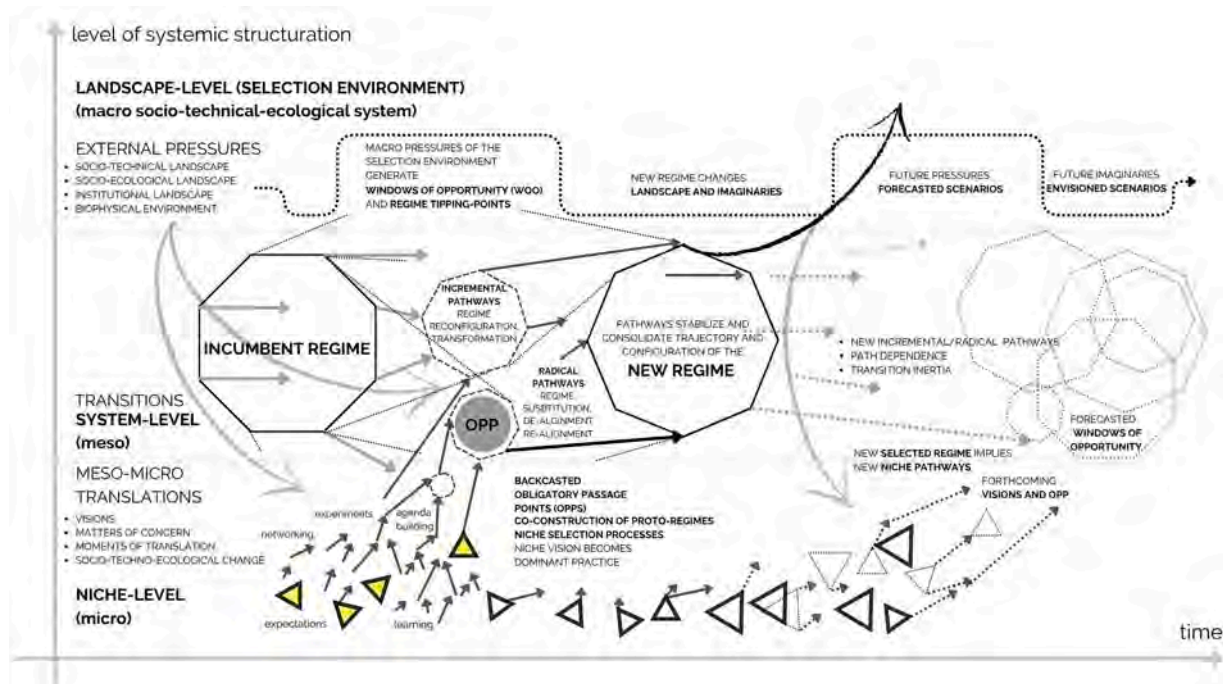 level of systemic structuration
LANDSCAPE-LEVEL (SELECTION ENVIRONMENT)
(macro socio-technical-ecological system)
EXTERNAL PRESSURES
• SOCIO-TECHNICAL LANDSCAPE
• SOCIO-ECOLOGICAL LANDSCAPE
• INSTITUTIONAL LANDSCAPE
• BIOPHYSICAL ENVIRONMENT
MACRO PRESSURES OF THE
SELECTION ENVIRONMENT
GENERATE
WINDOWS OF OPPORTUNITY (WOO)
AND REGIME TIPPING-POINTS
NEW REGIME CHANGES
LANDSCAPE AND IMAGINARIES
FUTURE PRESSURES
FORECASTED SCENARIOS
FUTURE IMAGINARIES
ENVISIONED SCENARIOS
INCUMBENT REGIME
INCREMENTAL
PATHWAYS
REGIME
RECONFIGURATION,
TRANSFORMATION
OPP
RADICAL
PATHWAYS
REGIME
SUSBTITUTION,
DE-ALIGNMENT
RE-ALIGNMENT
PATHWAYS STABILIZE AND
CONSOLIDATE TRAJECTORY AND
CONFIGURATION OF THE
NEW REGIME
• NEW INCREMENTAL/RADICAL PATHWAYS
• PATH DEPENDENCE
• TRANSITION INERTIA
FORECASTED
WINDOWS OF
OPPORTUNITY
TRANSITIONS
SYSTEM-LEVEL
(meso)
MESO-MICRO
TRANSLATIONS
• VISIONS
• MATTERS OF CONCERN
• MOMENTS OF TRANSLATION
• SOCIO-TECHNO-ECOLOGICAL CHANGE
networking
experiments
agenda
building
BACKCASTED
OBLIGATORY PASSAGE
POINTS (OPPS)
CO-CONSTRUCTION OF PROTO-REGIMES
NICHE SELECTION PROCESSES
NICHE VISION BECOMES
DOMINANT PRACTICE
NEW SELECTED REGIME IMPLIES
NEW NICHE PATHWAYS
FORTHCOMING
VISIONS AND OPP
NICHE-LEVEL
(micro)
expectations
learning
time